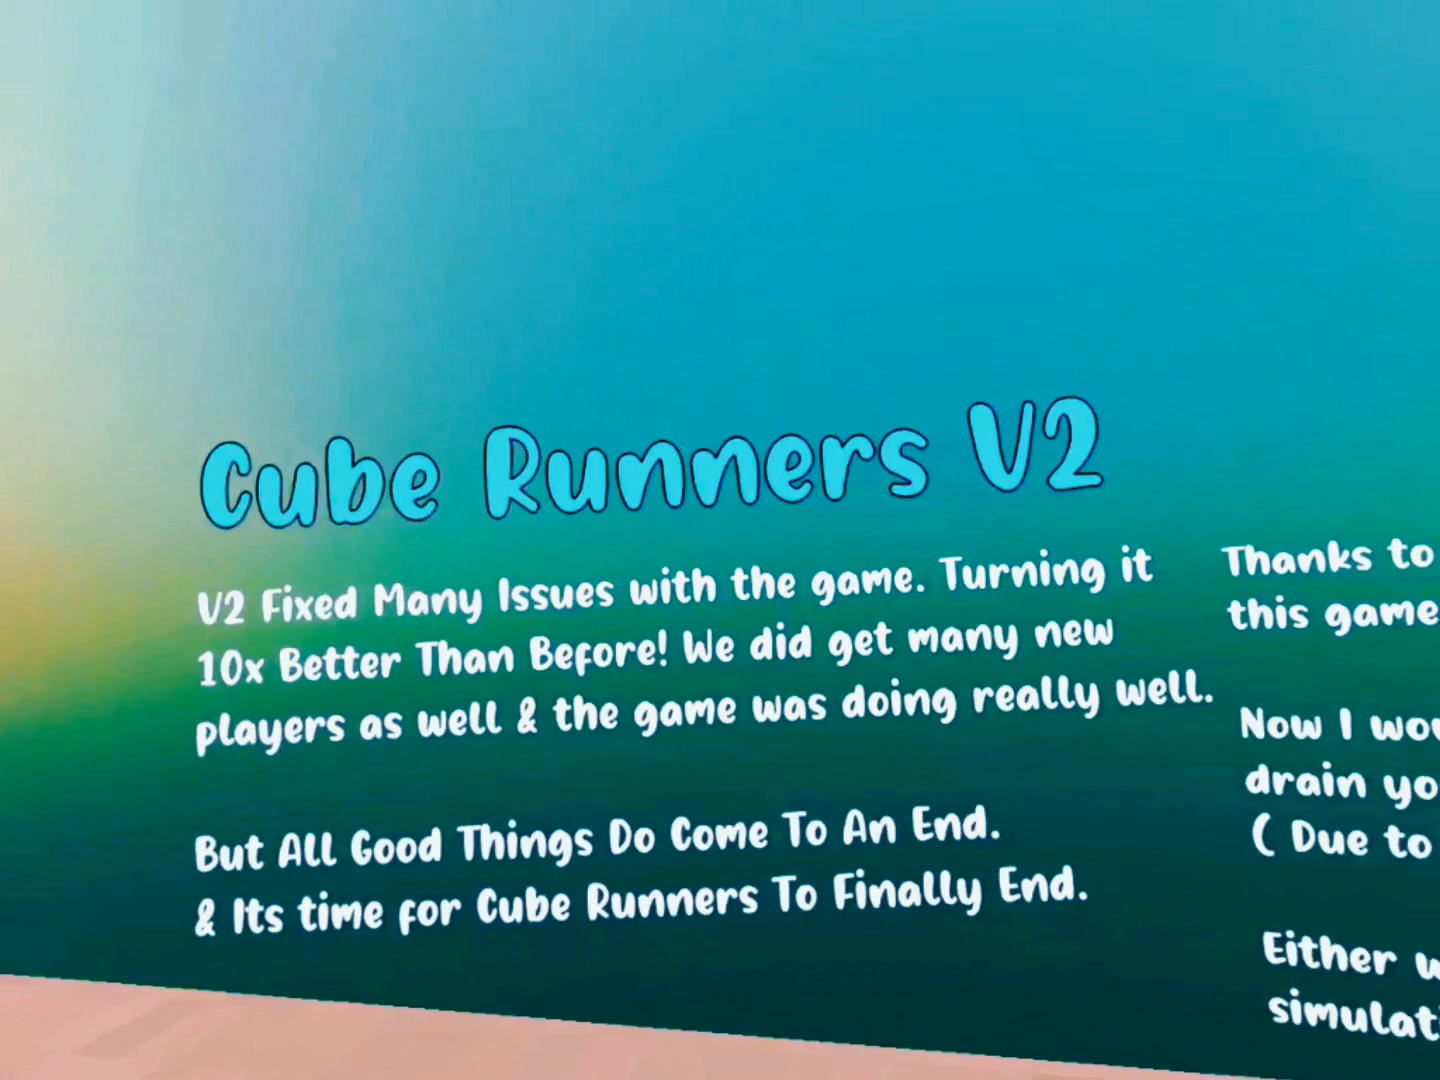 Cube Runners V2
V2 Fixed Many Issues with the game. Turning it
10x Better Than Before! We did get many new
players as well & the game was doing really well.
But All Good Things Do Come To An End.
& Its time for Cube Runners To Finally End.
Thanks to
this game
Now I
drain
( Due to
Either